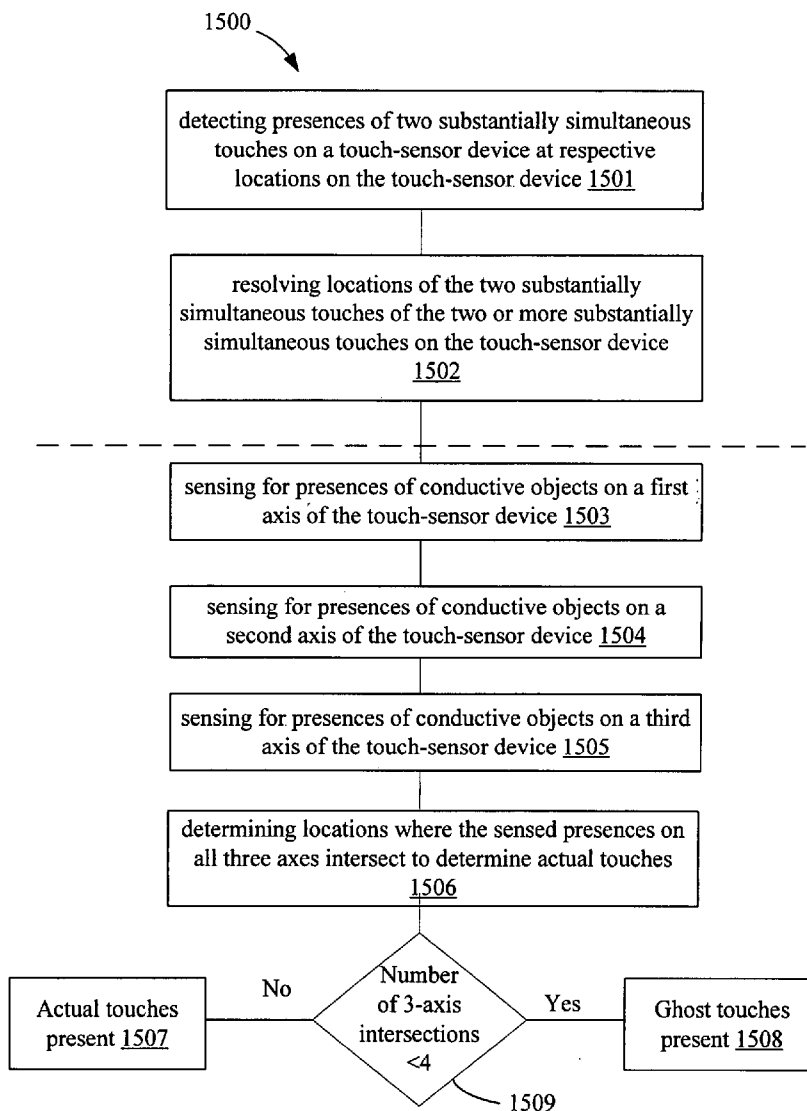 1500
detecting presences of two substantially simultaneous
touches on a touch-sensor device at respective
locations on the touch-sensor device 1501
resolving locations of the two substantially
simultaneous touches of the two or more substantially
simultaneous touches on the touch-sensor device
1502
sensing for presences of conductive objects on a first
axis of the touch-sensor device 1503
sensing for presences of conductive objects on a
second axis of the touch-sensor device 1504
sensing for presences of conductive objects on a third
axis of the touch-sensor device 1505
determining locations where the sensed presences on
all three axes intersect to determine actual touches
1506
Number
of 3-axis
intersections
<4
No
Yes
Actual touches
present 1507
Ghost touches
present 1508
1509